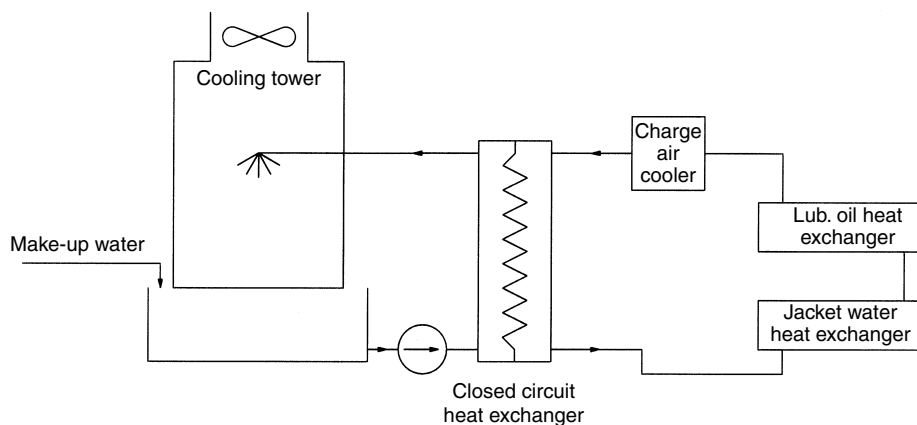 Cooling tower
Charge
air
cooler
Lub. oil heat
exchanger
Make-up water
Jacket water
heat exchanger
Closed circuit
heat exchanger